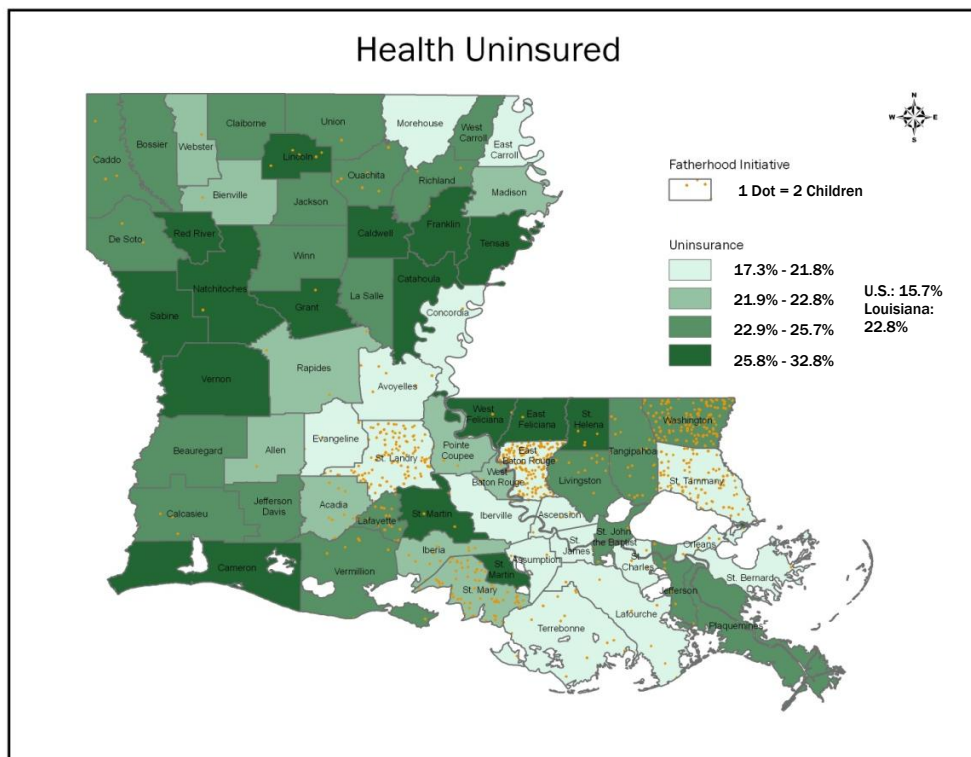 Health Uninsured
N
W E
S
Fatherhood Initiative
1 Dot = 2 Children
Uninsurance
17.3% - 21.8%
21.9% - 22.8%
22.9% - 25.7%
25.8% - 32.8%
U.S.: 15.7%
Louisiana:
22.8%
Caddo
Bossier
Webster
Claiborne
Union
Morehouse
West
Carroll
East
Carroll
Lincoln
Ouachita
Richland
Madison
Bienville
Jackson
De Soto
Red River
Winn
Caldwell
Franklin
Tensas
Natchitoches
Sabine
Grant
La Salle
Catahoula
Concordia
Vernon
Rapides
Avoyelles
Beauregard
Allen
Evangeline
St. Landry
Pointe
Coupee
West
Feliciana
East
Feliciana
St.
Helena
Tangipahoa
Washington
West
Baton Rouge
East
Baton Rouge
Livingston
St. Tammany
Calcasieu
Jefferson
Davis
Acadia
Lafayette
St. Martin
Iberville
Ascension
St. John
the Baptist
St.
James
Orleans
Cameron
Vermillion
Iberia
St.
Martin
Assumption
St.
Charles
St. Bernard
St. Mary
Jefferson
Terrebonne
Lafourche
Plaquemines